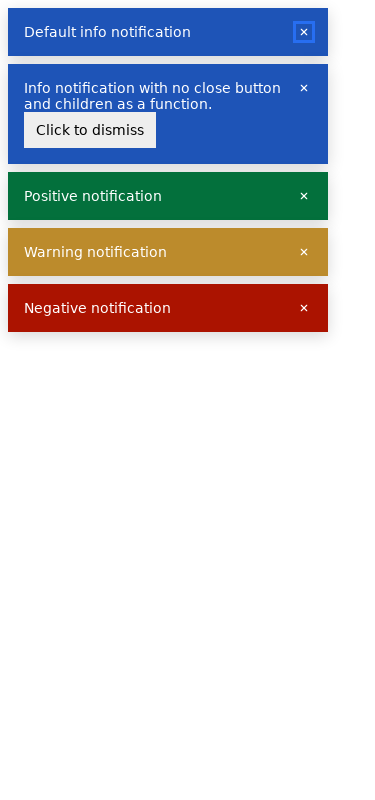 Default info notification ×
Info notification with no close button ×
and children as a function.
Click to dismiss
Positive notification ×
Warning notification ×
Negative notification ×